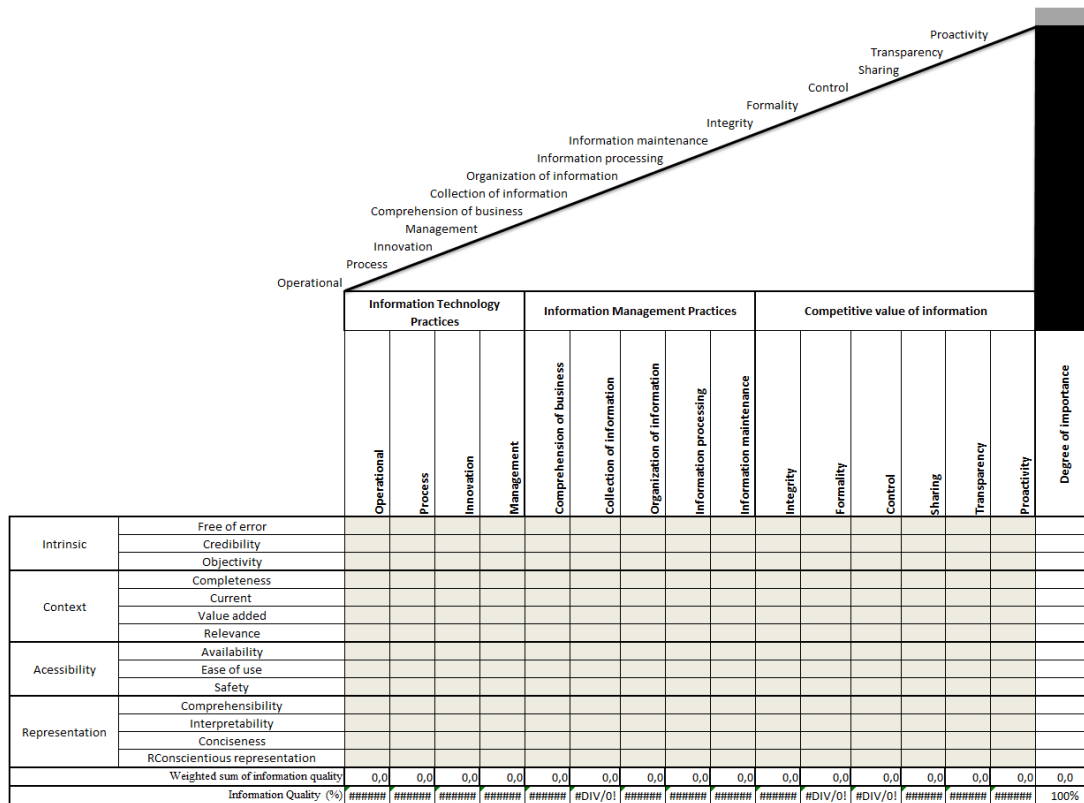 Proactivity
Transparency
Sharing
Control
Formality
Integrity
Information maintenance
Information processing
Organization of information
Collection of information
Comprehension of business
Management
Innovation
Process
Operational
Information Technology Practices
Information Management Practices
Competitive value of information
Operational
Process
Innovation
Management
Comprehension of business
Collection of information
Organization of information
Information processing
Information maintenance
Integrity
Formality
Control
Sharing
Transparency
Proactivity
Degree of importance
Intrinsic
Free of error
Credibility
Objectivity
Context
Completeness
Current
Value added
Relevance
Acessibility
Availability
Ease of use
Safety
Representation
Comprehensibility
Interpretability
Conciseness
RConscientious representation
Weighted sum of information quality 0,0 0,0 0,0 0,0 0,0 0,0 0,0 0,0 0,0 0,0 0,0 0,0 0,0 0,0 0,0 0,0
Information Quality (%) ###### ###### ###### ###### ###### #DIV/0! ###### ###### ###### ###### #DIV/0! #DIV/0! ###### ###### ###### 100%